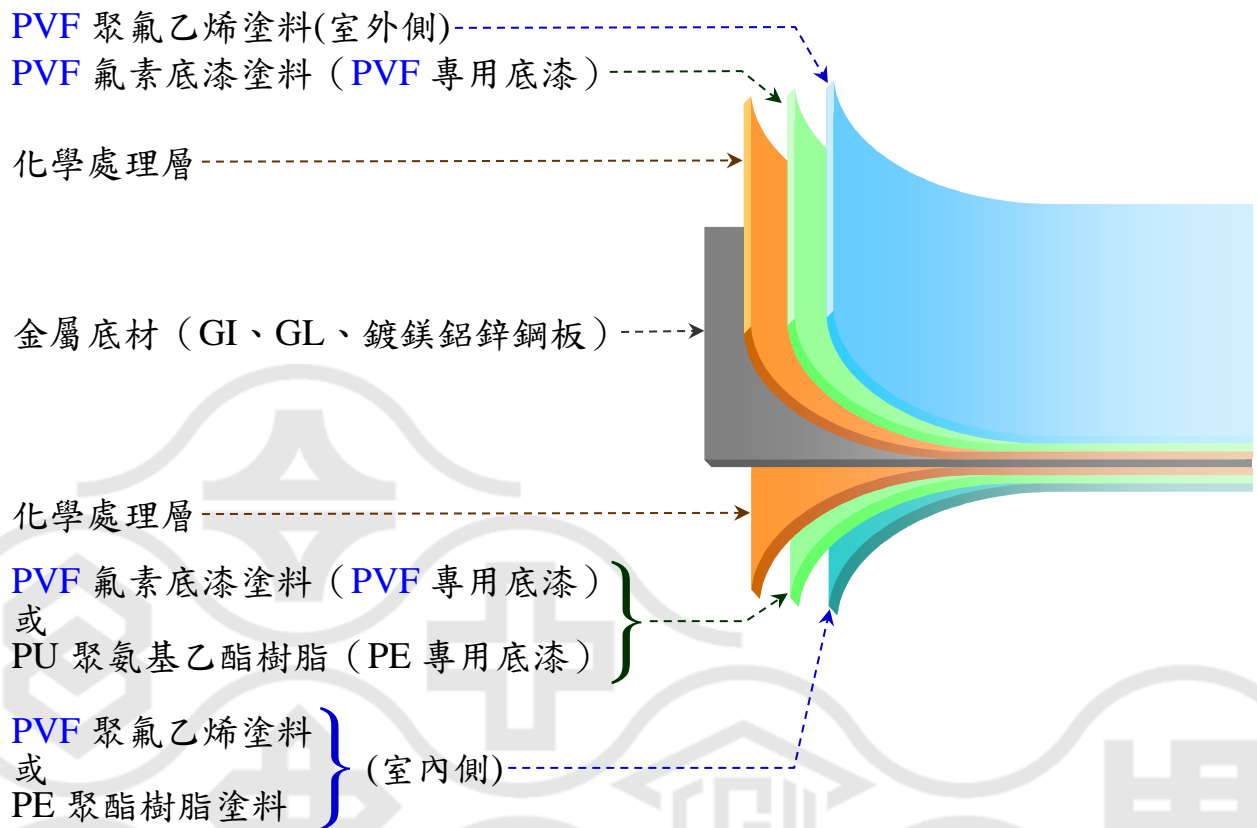 PVF 聚氟乙烯塗料(室外側)
PVF 氟素底漆塗料（PVF 專用底漆）
化學處理層
金屬底材（GI、GL、鍍鎂鋁鋅鋼板）
化學處理層
PVF 氟素底漆塗料（PVF 專用底漆）
或
PU 聚氨基乙酯樹脂（PE 專用底漆）
PVF 聚氟乙烯塗料
或
PE 聚酯樹脂塗料
(室內側)